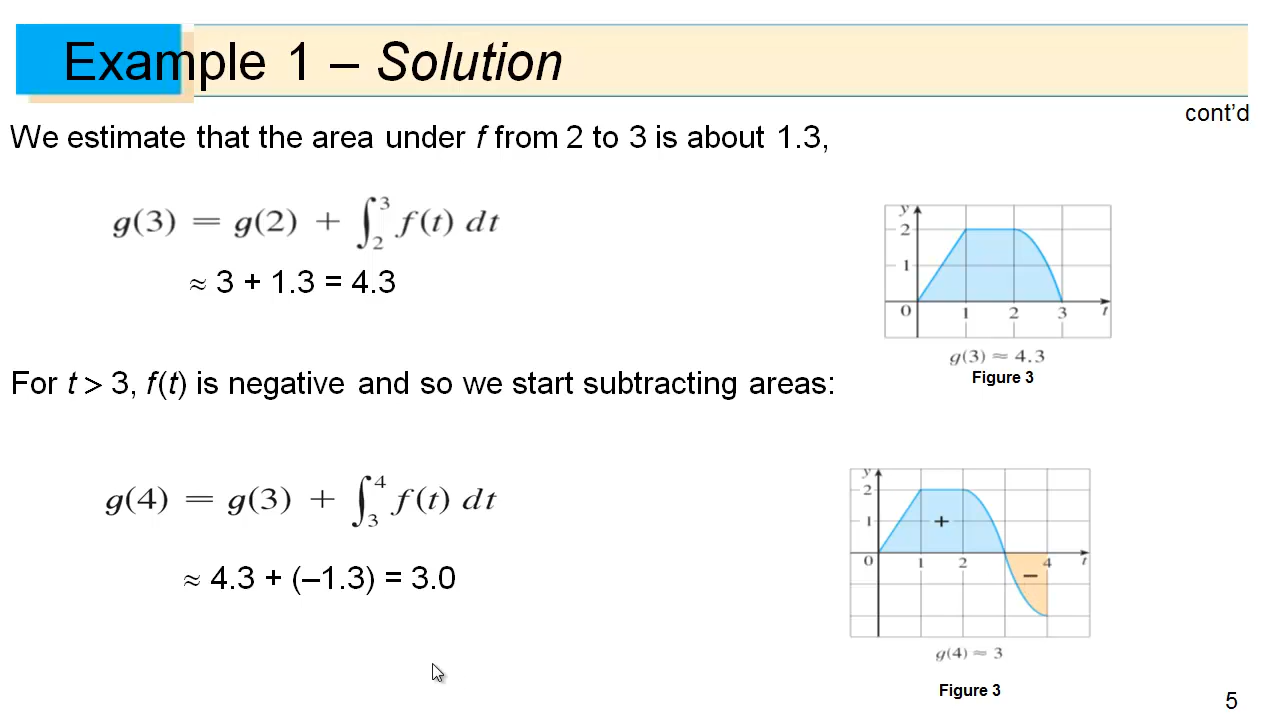 Example 1 – Solution
cont'd
We estimate that the area under f from 2 to 3 is about 1.3,
g(3) = g(2) + ∫₂³ f(t) dt
≈ 3 + 1.3 = 4.3
y
2
1
0 1 2 3 t
g(3) ≈ 4.3
Figure 3
For t > 3, f(t) is negative and so we start subtracting areas:
g(4) = g(3) + ∫₃⁴ f(t) dt
≈ 4.3 + (–1.3) = 3.0
y
2
1 +
0 1 2 4 t
–
g(4) ≈ 3
Figure 3
5